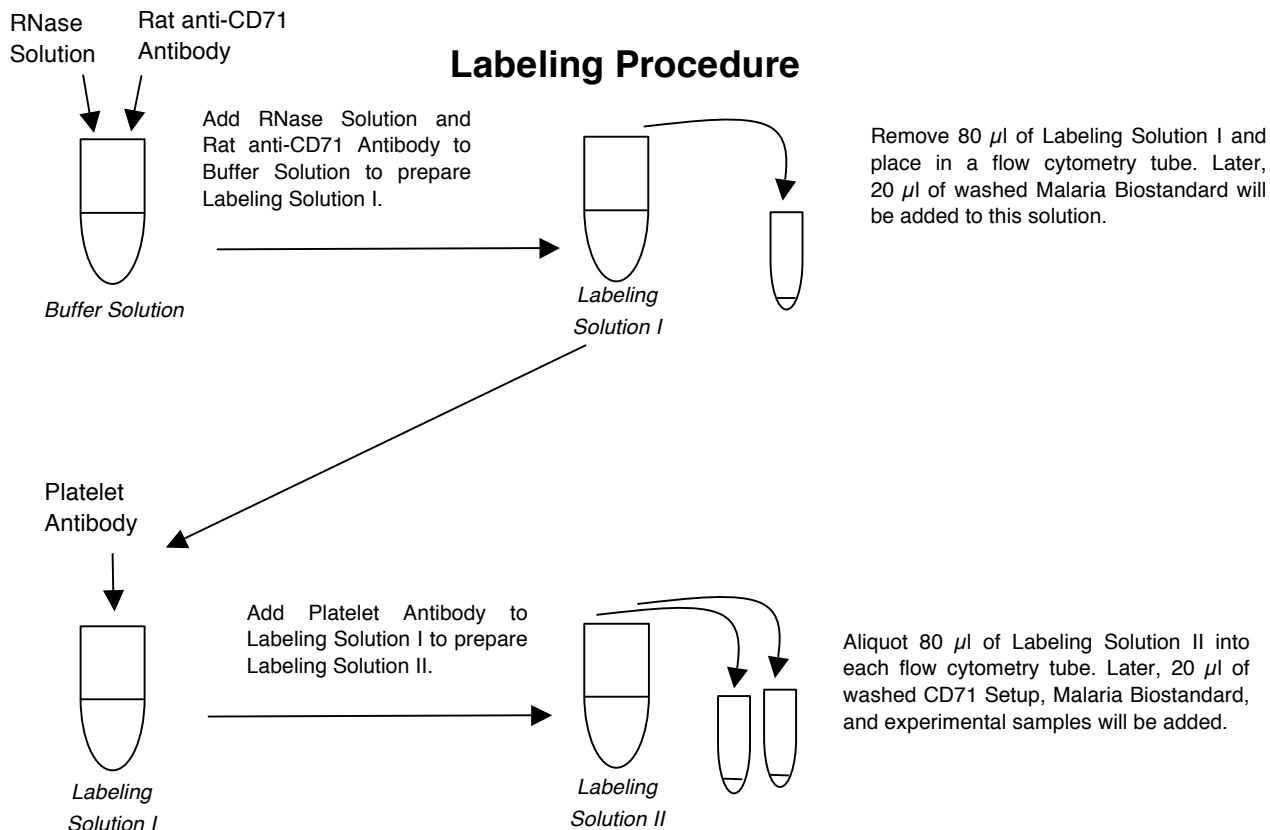 Labeling Procedure
RNase
Solution
Rat anti-CD71
Antibody
Add RNase Solution and
Rat anti-CD71 Antibody to
Buffer Solution to prepare
Labeling Solution I.
Buffer Solution
Labeling
Solution I
Remove 80 µl of Labeling Solution I and
place in a flow cytometry tube. Later,
20 µl of washed Malaria Biostandard will
be added to this solution.
Platelet
Antibody
Add Platelet Antibody to
Labeling Solution I to prepare
Labeling Solution II.
Labeling
Solution I
Labeling
Solution II
Aliquot 80 µl of Labeling Solution II into
each flow cytometry tube. Later, 20 µl of
washed CD71 Setup, Malaria Biostandard,
and experimental samples will be added.